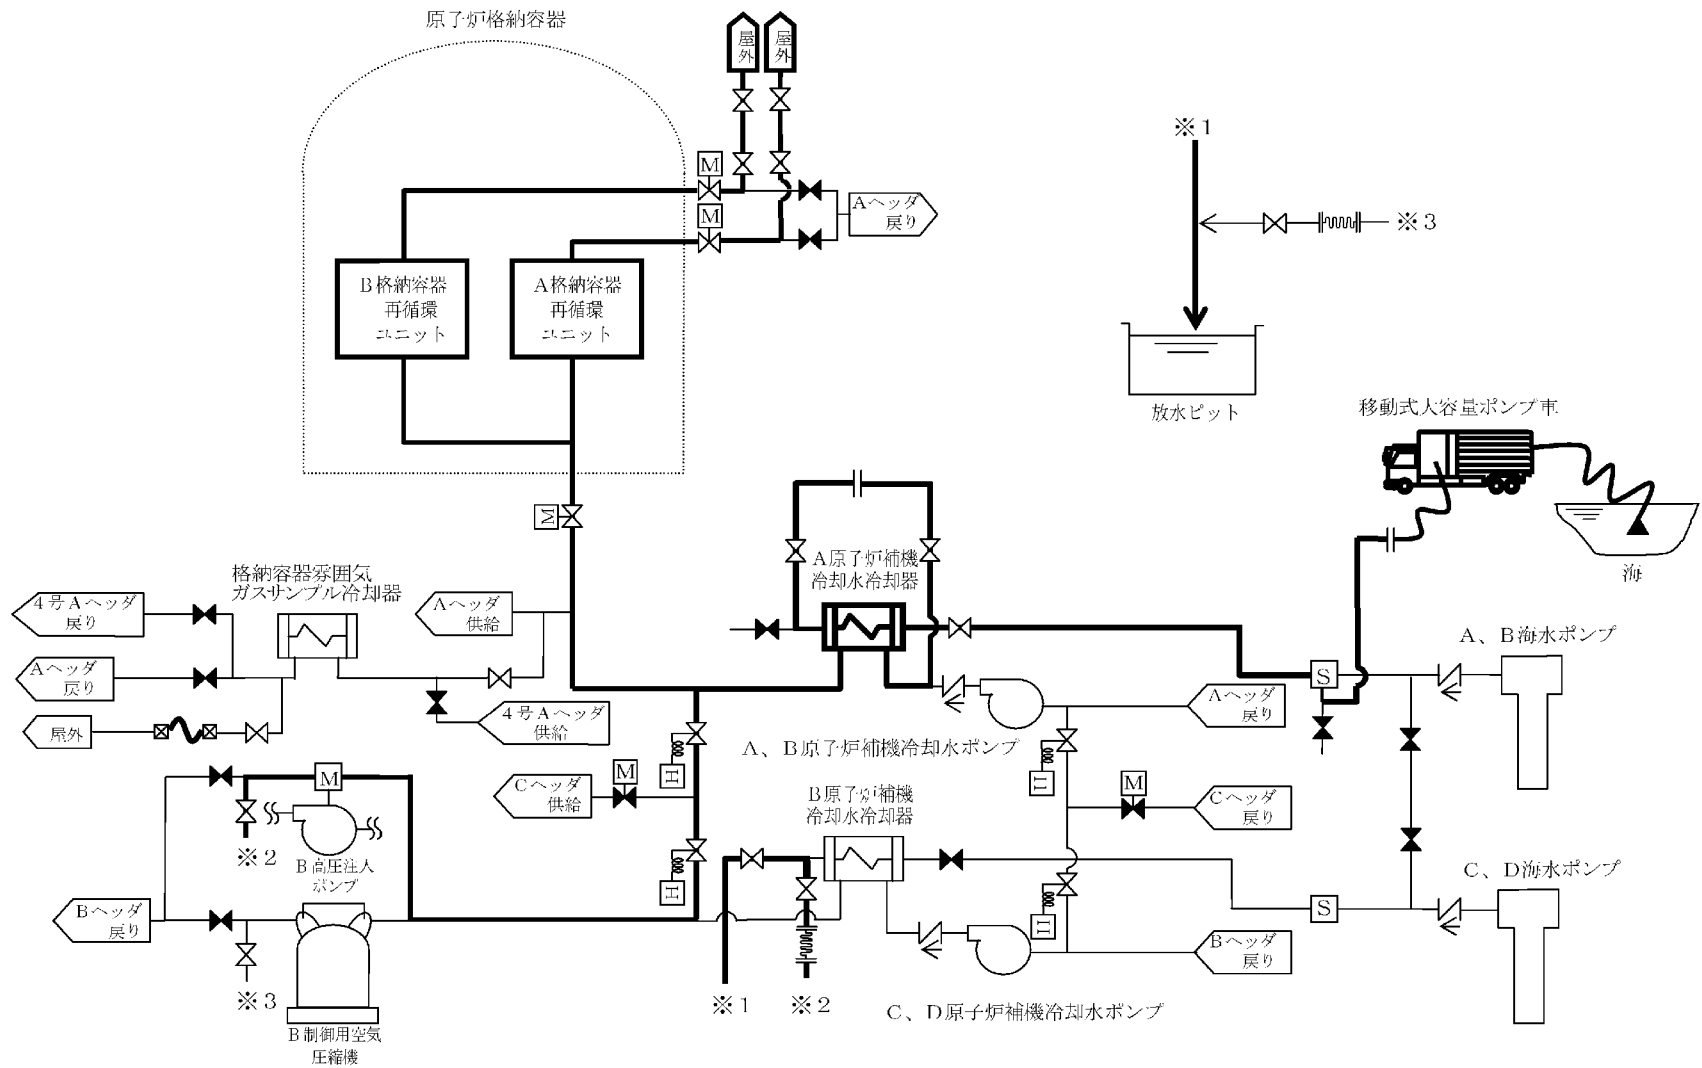 原子炉格納容器
屋外
屋外
※1
M
M
Aヘッダ
戻り
※3
B格納容器
再循環
ユニット
A格納容器
再循環
ユニット
放水ピット
移動式大容量ポンプ車
海
M
A原子炉補機
冷却水冷却器
格納容器雰囲気
ガスサンプル冷却器
4号Aヘッダ
戻り
Aヘッダ
供給
A、B海水ポンプ
Aヘッダ
戻り
S
4号Aヘッダ
供給
Aヘッダ
戻り
屋外
A、B原子炉補機冷却水ポンプ
H
H
M
M
M
Cヘッダ
供給
B原子炉補機
冷却水冷却器
Cヘッダ
戻り
※2
B高圧注入
ポンプ
H
C、D海水ポンプ
Bヘッダ
戻り
S
H
Bヘッダ
戻り
※3
※1
※2
C、D原子炉補機冷却水ポンプ
B制御用空気
圧縮機